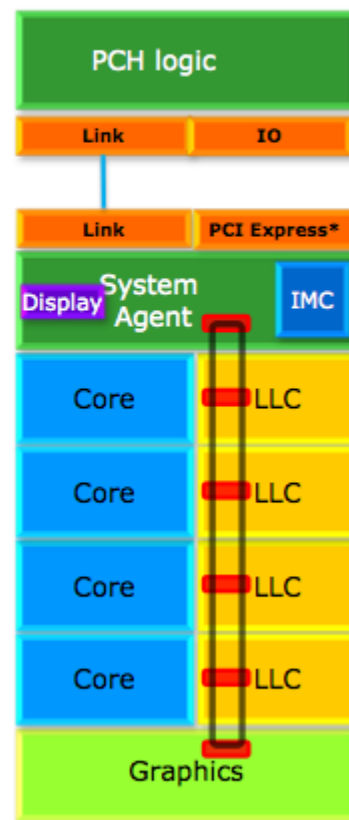 PCH logic
Link IO
Link PCI Express*
System
Display Agent IMC
Core LLC
Core LLC
Core LLC
Core LLC
Graphics